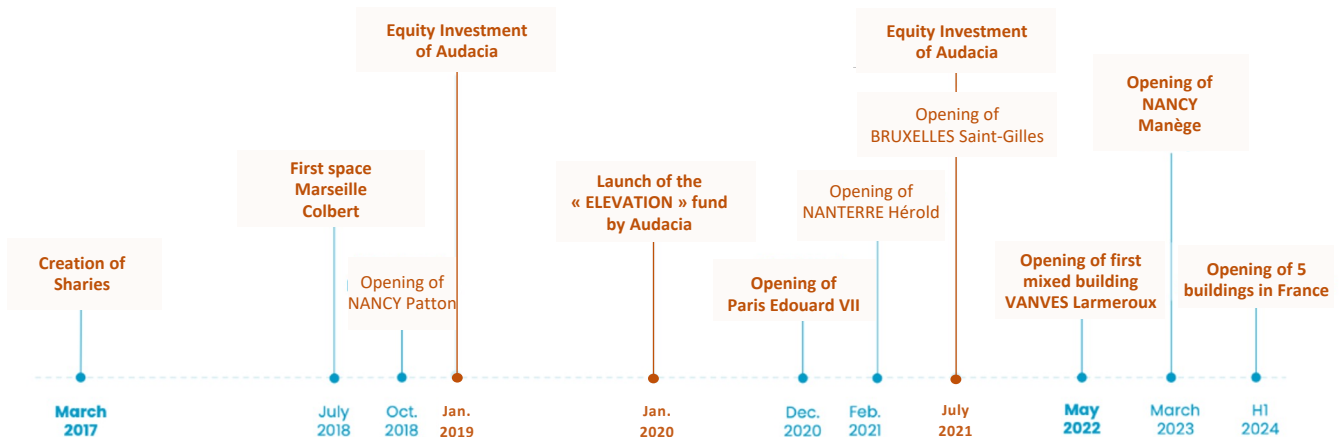 Creation of
Sharies
First space
Marseille
Colbert
Opening of
NANCY Patton
Equity Investment
of Audacia
Launch of the
« ELEVATION » fund
by Audacia
Opening of
Paris Edouard VII
Opening of
NANTERRE Hérold
Equity Investment
of Audacia
Opening of
BRUXELLES Saint-Gilles
Opening of first
mixed building
VANVES Larmeroux
Opening of
NANCY
Manège
Opening of 5
buildings in France
March
2017
July
2018
Oct.
2018
Jan.
2019
Jan.
2020
Dec.
2020
Feb.
2021
July
2021
May
2022
March
2023
H1
2024